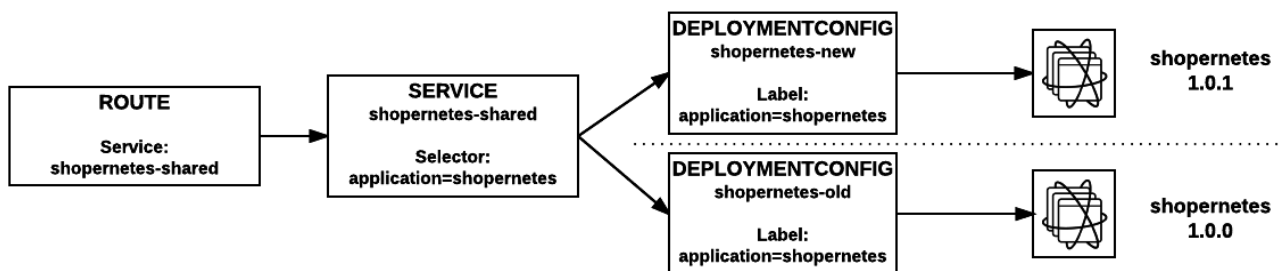 ROUTE
Service:
shopernetes-shared
SERVICE
shopernetes-shared
Selector:
application=shopernetes
DEPLOYMENTCONFIG
shopernetes-new
Label:
application=shopernetes
shopernetes
1.0.1
DEPLOYMENTCONFIG
shopernetes-old
Label:
application=shopernetes
shopernetes
1.0.0